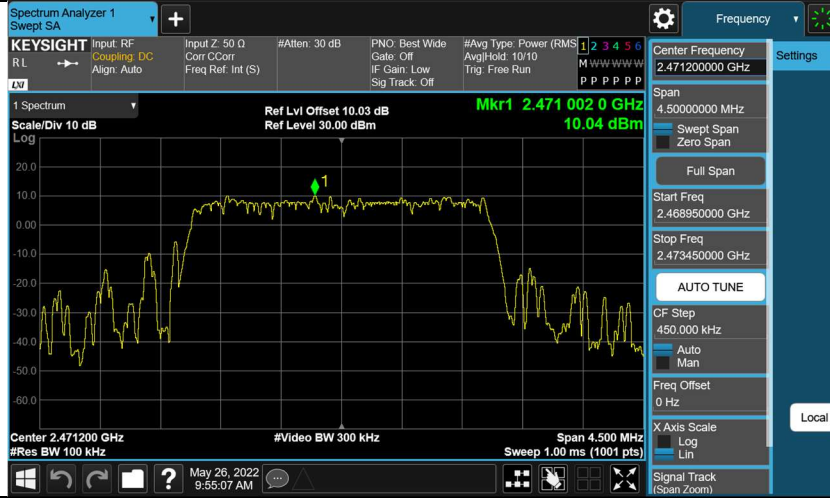 Spectrum Analyzer 1
Swept SA
+
Frequency
KEYSIGHT
RL
LXI
Input: RF
Coupling: DC
Align: Auto
Input Z: 50 Ω
Corr CCorr
Freq Ref: Int (S)
#Atten: 30 dB
PNO: Best Wide
Gate: Off
IF Gain: Low
Sig Track: Off
#Avg Type: Power (RMS
Avg|Hold: 10/10
Trig: Free Run
1 2 3 4 5 6
M W W W W W
P P P P P P
Center Frequency
2.471200000 GHz
Settings
Span
4.50000000 MHz
Swept Span
Zero Span
Full Span
Start Freq
2.468950000 GHz
Stop Freq
2.473450000 GHz
AUTO TUNE
CF Step
450.000 kHz
Auto
Man
Freq Offset
0 Hz
X Axis Scale
Log
Lin
Signal Track
(Span Zoom)
Local
1 Spectrum
Scale/Div 10 dB
Log
Ref Lvl Offset 10.03 dB
Ref Level 30.00 dBm
Mkr1 2.471 002 0 GHz
10.04 dBm
1
20.0
10.0
0.00
-10.0
-20.0
-30.0
-40.0
-50.0
-60.0
Center 2.471200 GHz
#Res BW 100 kHz
#Video BW 300 kHz
Span 4.500 MHz
Sweep 1.00 ms (1001 pts)
?
May 26, 2022
9:55:07 AM